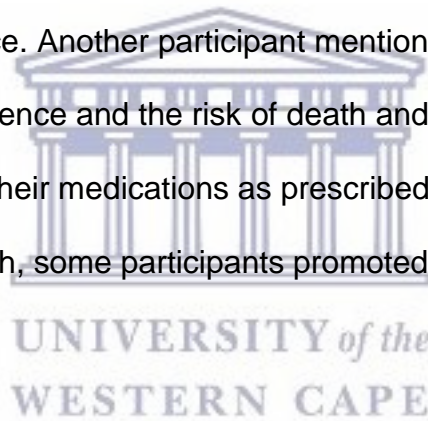 ce. Another participant mention
ence and the risk of death and
heir medications as prescribed
h, some participants promoted
UNIVERSITY of the
WESTERN CAPE